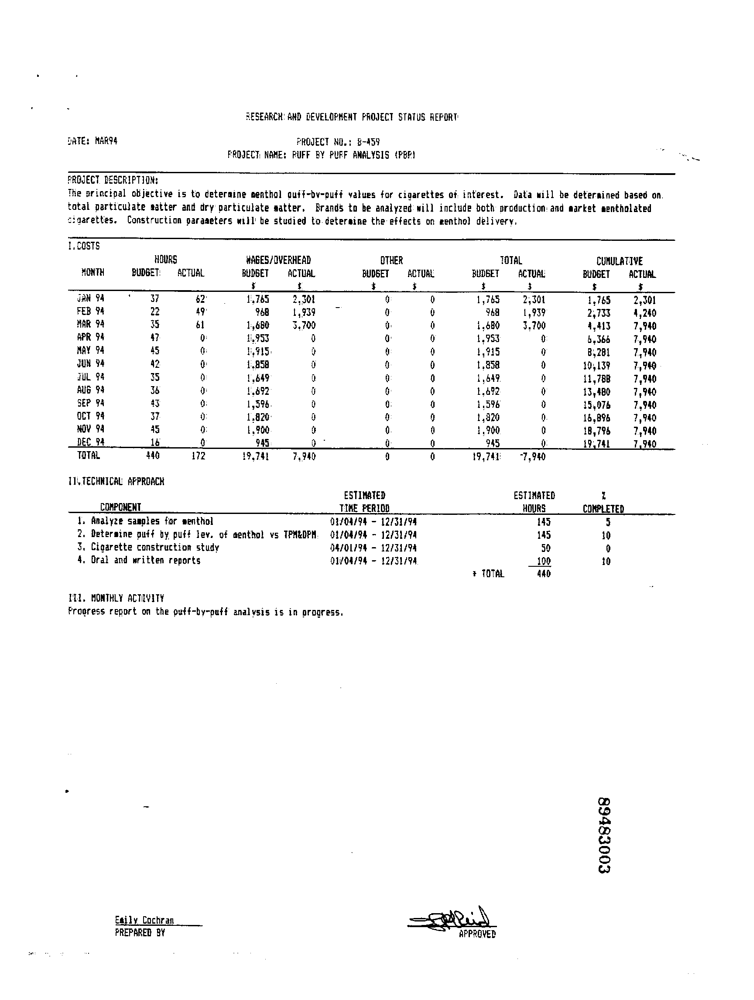 RESEARCH AND DEVELOPMENT PROJECT STATUS REPORT
DATE: MAR94 PROJECT NO.: B-459
PROJECT NAME: PUFF BY PUFF ANALYSIS (PBP)
PROJECT DESCRIPTION:
The principal objective is to determine menthol puff-by-puff values for cigarettes of interest. Data will be determined based on
total particulate matter and dry particulate matter. Brands to be analyzed will include both production and market mentholated
cigarettes. Construction parameters will be studied to determine the effects on menthol delivery.
I.COSTS
HOURS WAGES/OVERHEAD OTHER TOTAL CUMULATIVE
MONTH BUDGET ACTUAL BUDGET ACTUAL BUDGET ACTUAL BUDGET ACTUAL BUDGET ACTUAL
$ $ $ $ $ $ $ $
JAN 94 37 62 1,765 2,301 0 0 1,765 2,301 1,765 2,301
FEB 94 22 49 968 1,939 0 0 968 1,939 2,733 4,240
MAR 94 35 61 1,680 3,700 0 0 1,680 3,700 4,413 7,940
APR 94 47 0 1,953 0 0 0 1,953 0 6,366 7,940
MAY 94 45 0 1,915 0 0 0 1,915 0 8,281 7,940
JUN 94 42 0 1,858 0 0 0 1,858 0 10,139 7,940
JUL 94 35 0 1,649 0 0 0 1,649 0 11,788 7,940
AUG 94 36 0 1,692 0 0 0 1,692 0 13,480 7,940
SEP 94 43 0 1,596 0 0 0 1,596 0 15,076 7,940
OCT 94 37 0 1,820 0 0 0 1,820 0 16,896 7,940
NOV 94 45 0 1,900 0 0 0 1,900 0 18,796 7,940
DEC 94 16 0 945 0 0 0 945 0 19,741 7,940
TOTAL 440 172 19,741 7,940 0 0 19,741 7,940
II.TECHNICAL APPROACH
ESTIMATED ESTIMATED %
COMPONENT TIME PERIOD HOURS COMPLETED
1. Analyze samples for menthol 01/04/94 - 12/31/94 145 5
2. Determine puff by puff lev. of menthol vs TPM&DPM 01/04/94 - 12/31/94 145 10
3. Cigarette construction study 04/01/94 - 12/31/94 50 0
4. Oral and written reports 01/04/94 - 12/31/94 100 10
* TOTAL 440
III. MONTHLY ACTIVITY
Progress report on the puff-by-puff analysis is in progress.
89483003
Emily Cochran
PREPARED BY
APPROVED